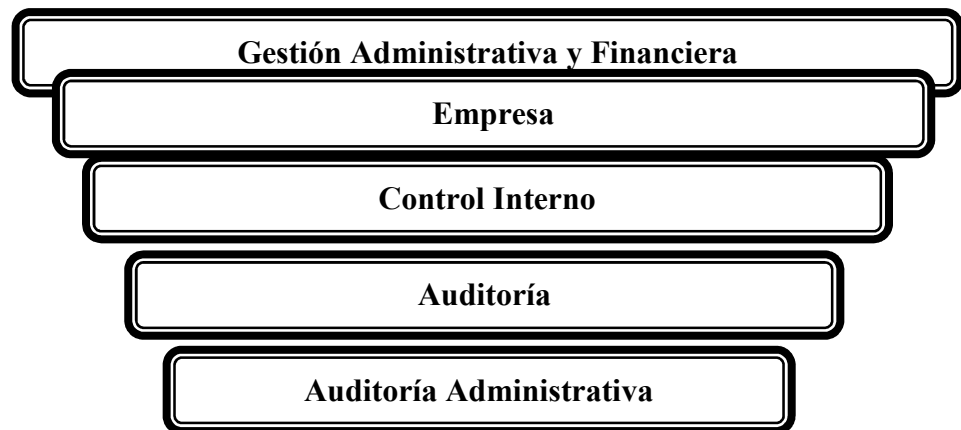 Gestión Administrativa y Financiera
Empresa
Control Interno
Auditoría
Auditoría Administrativa